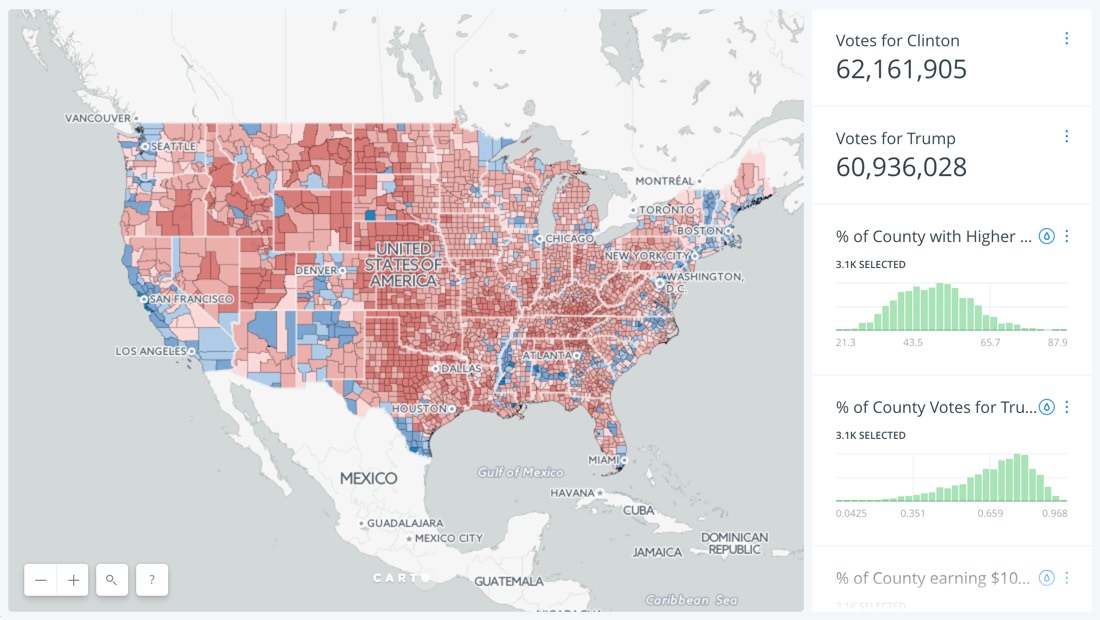 VANCOUVER
SEATTLE
MONTRÉAL
TORONTO
BOSTON
CHICAGO
NEW YORK CITY
UNITED
STATES OF
AMERICA
DENVER
WASHINGTON,
D.C.
SAN FRANCISCO
LOS ANGELES
ATLANTA
DALLAS
HOUSTON
MIAMI
Gulf of Mexico
MEXICO
HAVANA
CUBA
GUADALAJARA
MEXICO CITY
DOMINICAN
REPUBLIC
JAMAICA
CARTO
GUATEMALA
Caribbean Sea
NICARAGUA
?
Votes for Clinton
62,161,905
Votes for Trump
60,936,028
% of County with Higher ...
3.1K SELECTED
21.3 43.5 65.7 87.9
% of County Votes for Tru...
3.1K SELECTED
0.0425 0.351 0.659 0.968
% of County earning $10...
3.1K SELECTED